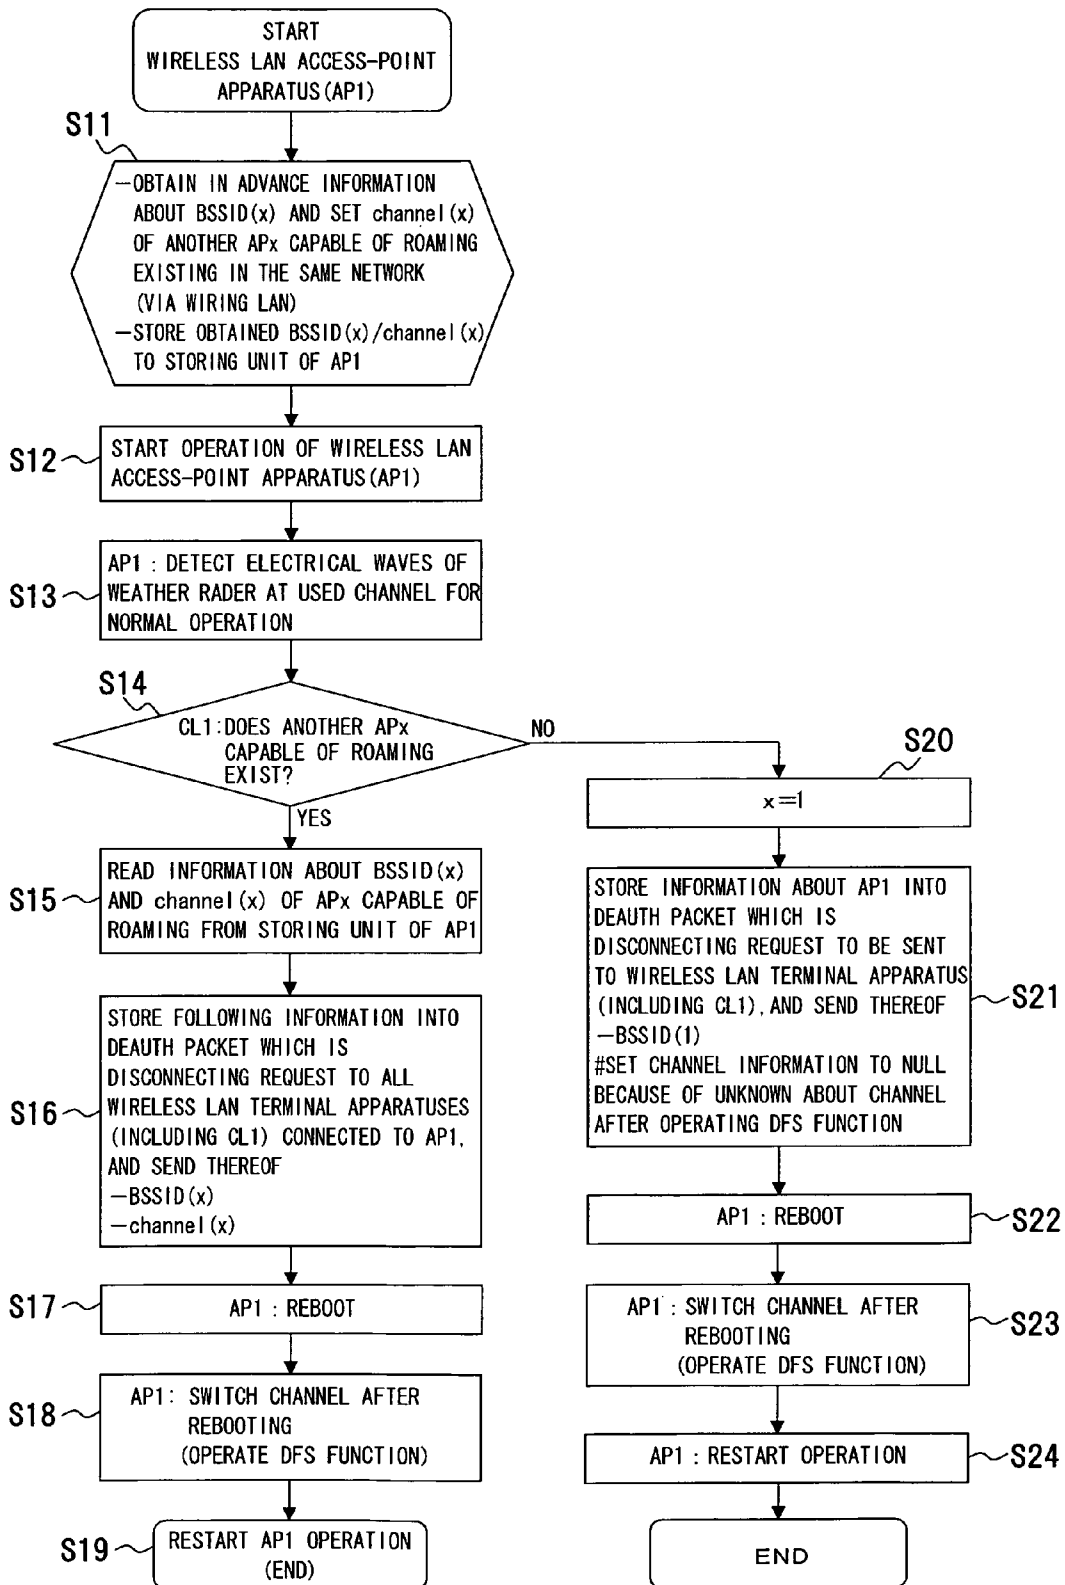 START
WIRELESS LAN ACCESS-POINT
APPARATUS(AP1)
S11
—OBTAIN IN ADVANCE INFORMATION
ABOUT BSSID(x) AND SET channel(x)
OF ANOTHER APx CAPABLE OF ROAMING
EXISTING IN THE SAME NETWORK
(VIA WIRING LAN)
—STORE OBTAINED BSSID(x)/channel(x)
TO STORING UNIT OF AP1
S12
START OPERATION OF WIRELESS LAN
ACCESS-POINT APPARATUS(AP1)
S13
AP1 : DETECT ELECTRICAL WAVES OF
WEATHER RADER AT USED CHANNEL FOR
NORMAL OPERATION
S14
CL1:DOES ANOTHER APx
CAPABLE OF ROAMING
EXIST?
NO
YES
S15
READ INFORMATION ABOUT BSSID(x)
AND channel(x) OF APx CAPABLE OF
ROAMING FROM STORING UNIT OF AP1
S16
STORE FOLLOWING INFORMATION INTO
DEAUTH PACKET WHICH IS
DISCONNECTING REQUEST TO ALL
WIRELESS LAN TERMINAL APPARATUSES
(INCLUDING CL1) CONNECTED TO AP1,
AND SEND THEREOF
—BSSID(x)
—channel(x)
S17
AP1 : REBOOT
S18
AP1: SWITCH CHANNEL AFTER
REBOOTING
(OPERATE DFS FUNCTION)
S19
RESTART AP1 OPERATION
(END)
S20
x=1
S21
STORE INFORMATION ABOUT AP1 INTO
DEAUTH PACKET WHICH IS
DISCONNECTING REQUEST TO BE SENT
TO WIRELESS LAN TERMINAL APPARATUS
(INCLUDING CL1), AND SEND THEREOF
—BSSID(1)
#SET CHANNEL INFORMATION TO NULL
BECAUSE OF UNKNOWN ABOUT CHANNEL
AFTER OPERATING DFS FUNCTION
S22
AP1 : REBOOT
S23
AP1 : SWITCH CHANNEL AFTER
REBOOTING
(OPERATE DFS FUNCTION)
S24
AP1 : RESTART OPERATION
END